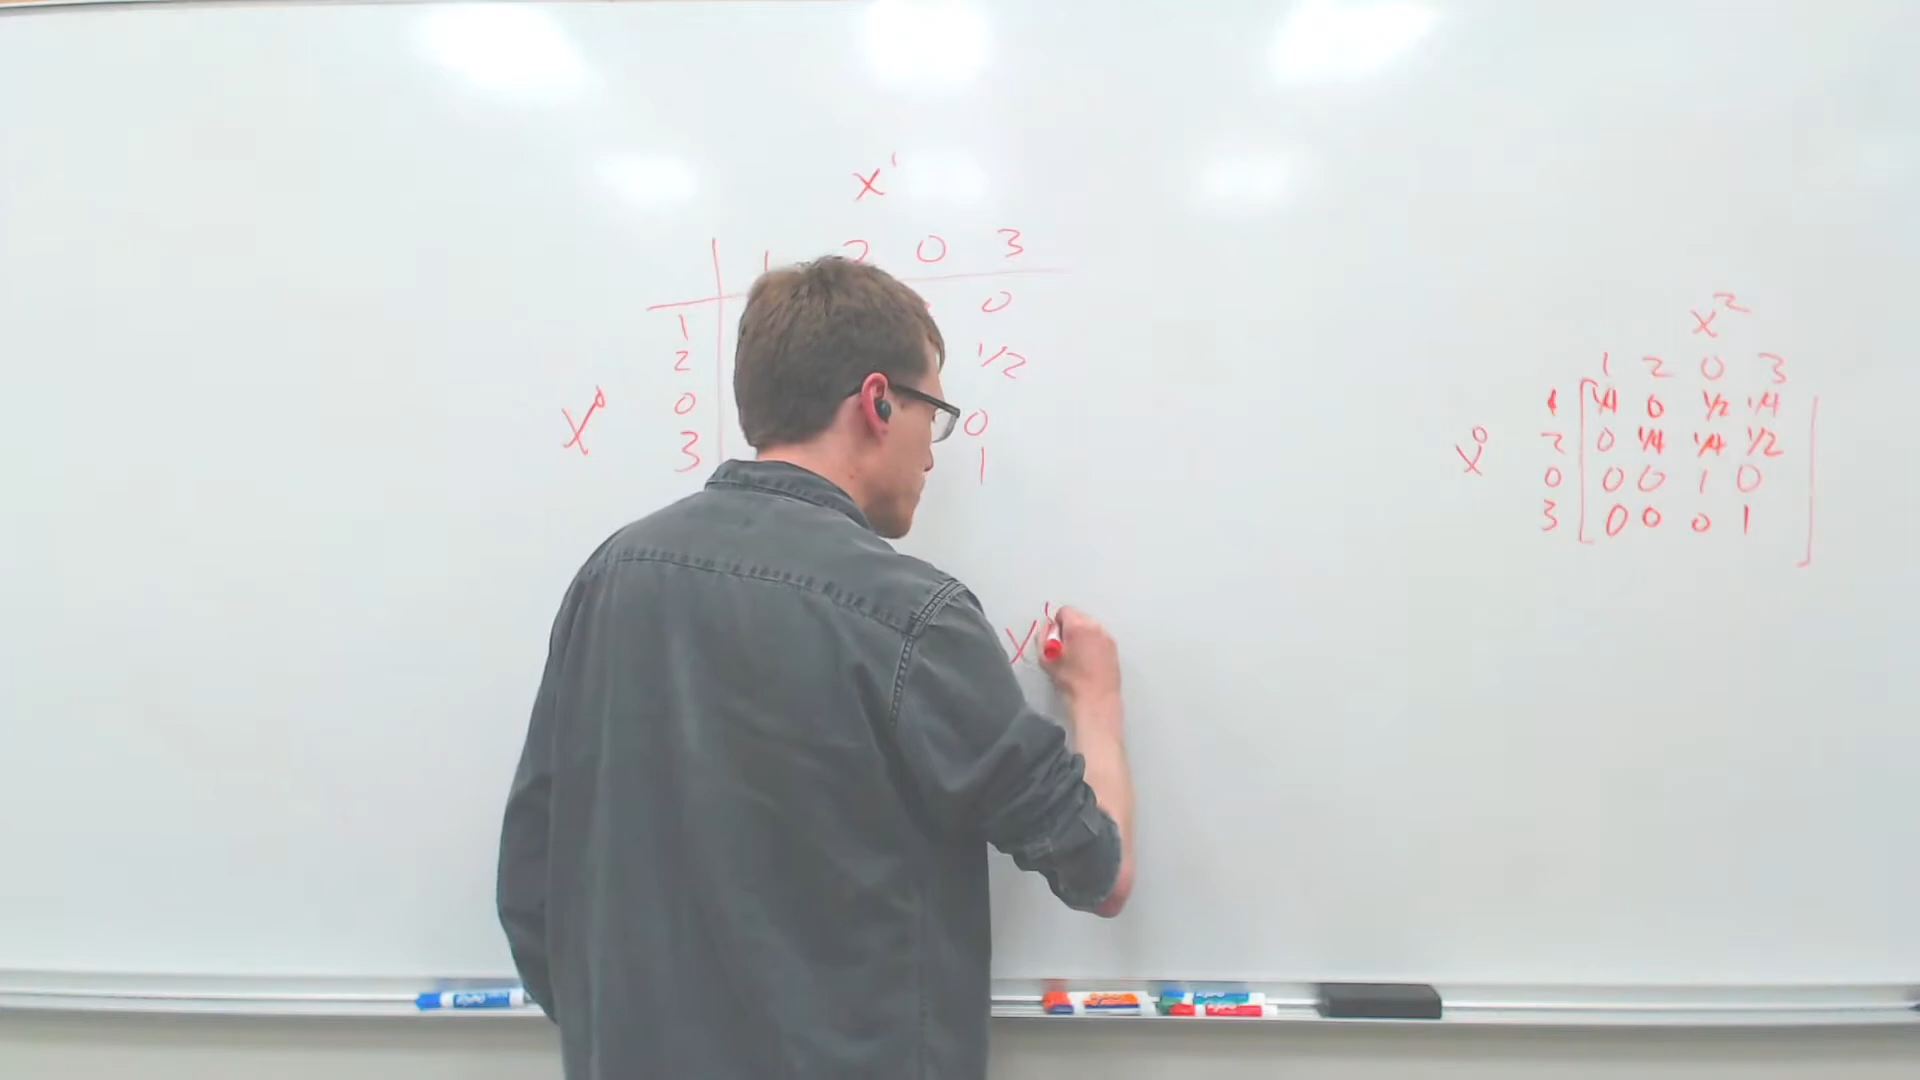 X¹
2 0 3
1 0
2 1/2
X⁰ 0 0
3 1
X
X²
1 2 0 3
1 1/4 0 1/2 1/4
X⁰ 2 0 1/4 1/4 1/2
0 0 0 1 0
3 0 0 0 1